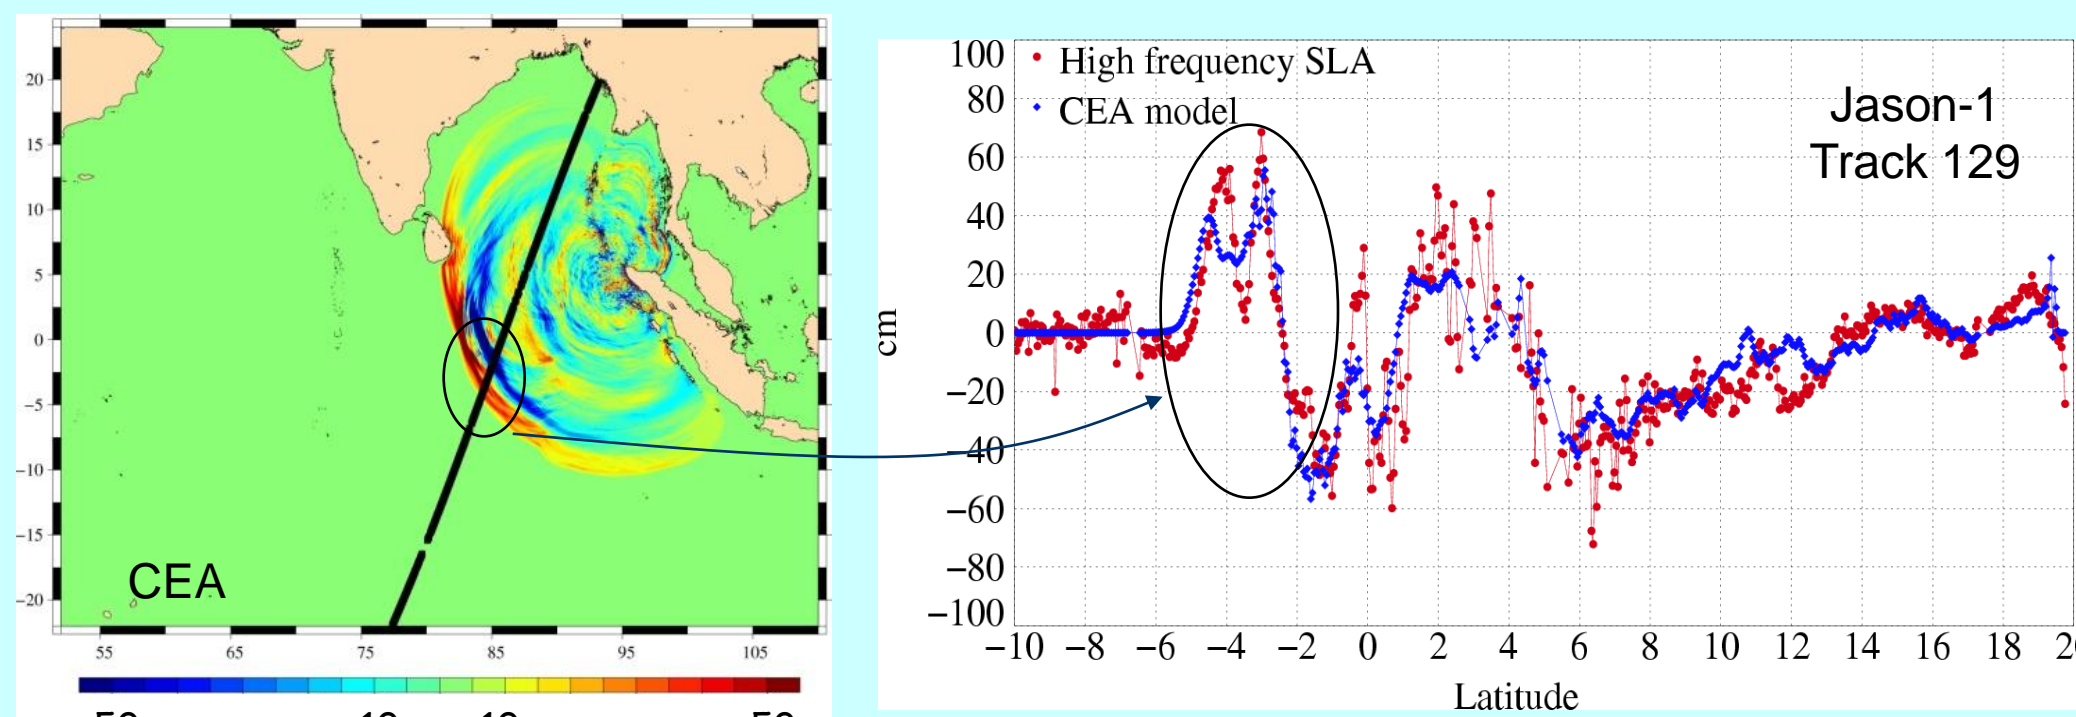 20
15
10
5
0
−5
−10
−15
−20
CEA
55 65 75 85 95 105
100
80
60
40
20
0
−20
−40
−60
−80
−100
cm
High frequency SLA
CEA model
Jason-1
Track 129
−10 −8 −6 −4 −2 0 2 4 6 8 10 12 14 16 18
Latitude